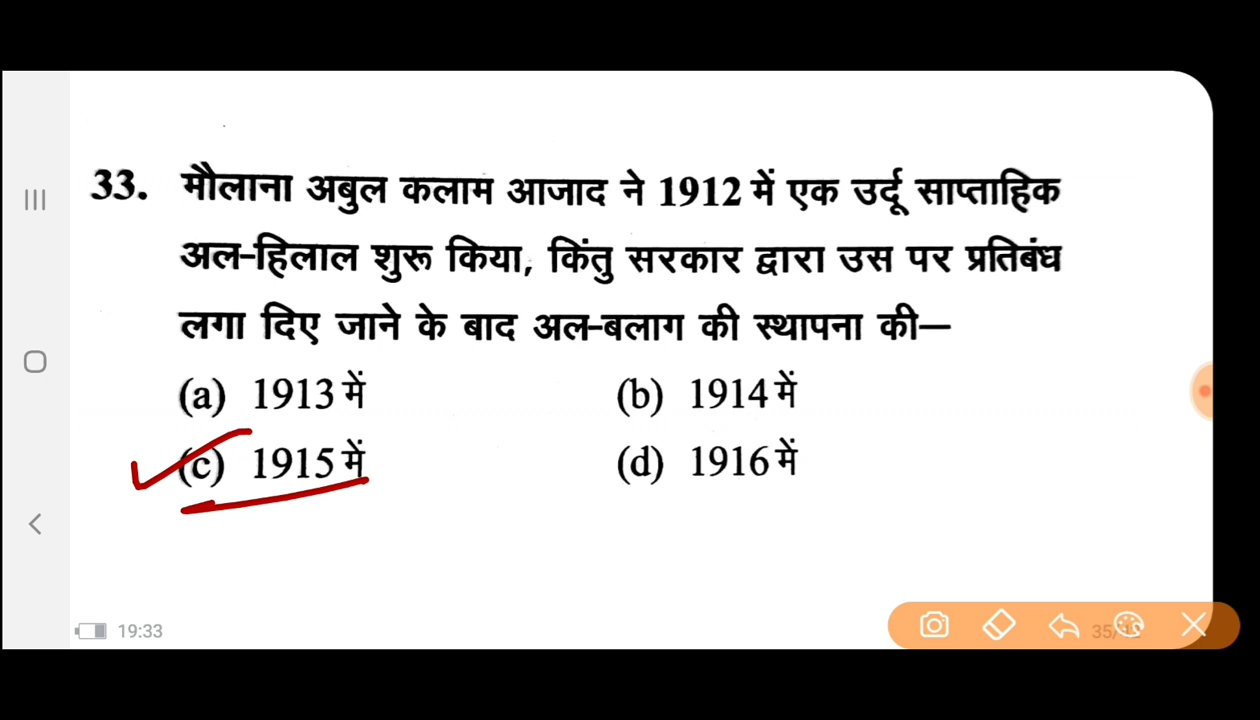 33. मौलाना अबुल कलाम आजाद ने 1912 में एक उर्दू साप्ताहिक
अल-हिलाल शुरू किया, किंतु सरकार द्वारा उस पर प्रतिबंध
लगा दिए जाने के बाद अल-बलाग की स्थापना की—
(a) 1913 में (b) 1914 में
(c) 1915 में (d) 1916 में
19:33